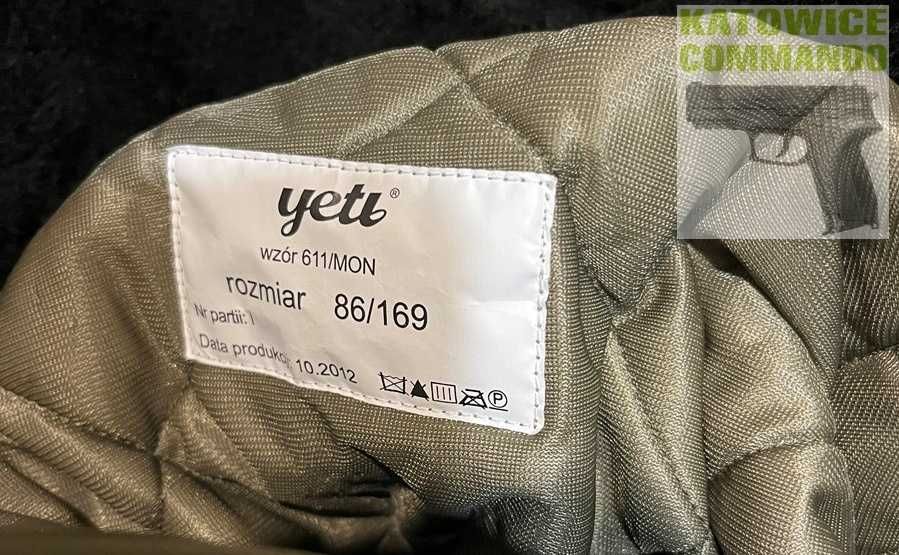 KATOWICE
COMMANDO
yeti ®
wzór 611/MON
rozmiar 86/169
Nr partii: I
Data produkcji: 10.2012
P